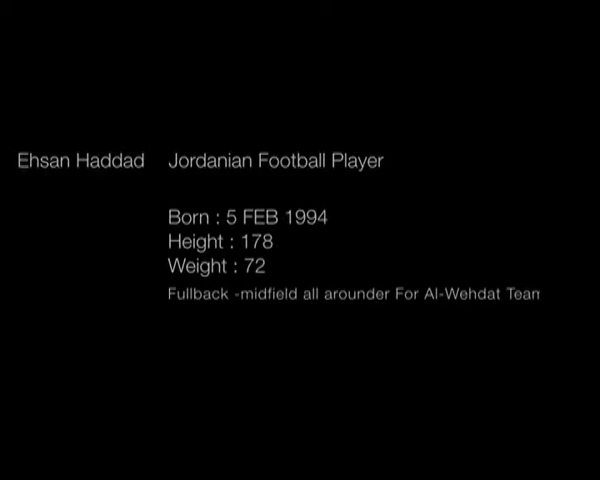 Ehsan Haddad Jordanian Football Player
Born : 5 FEB 1994
Height : 178
Weight : 72
Fullback -midfield all arounder For Al-Wehdat Team